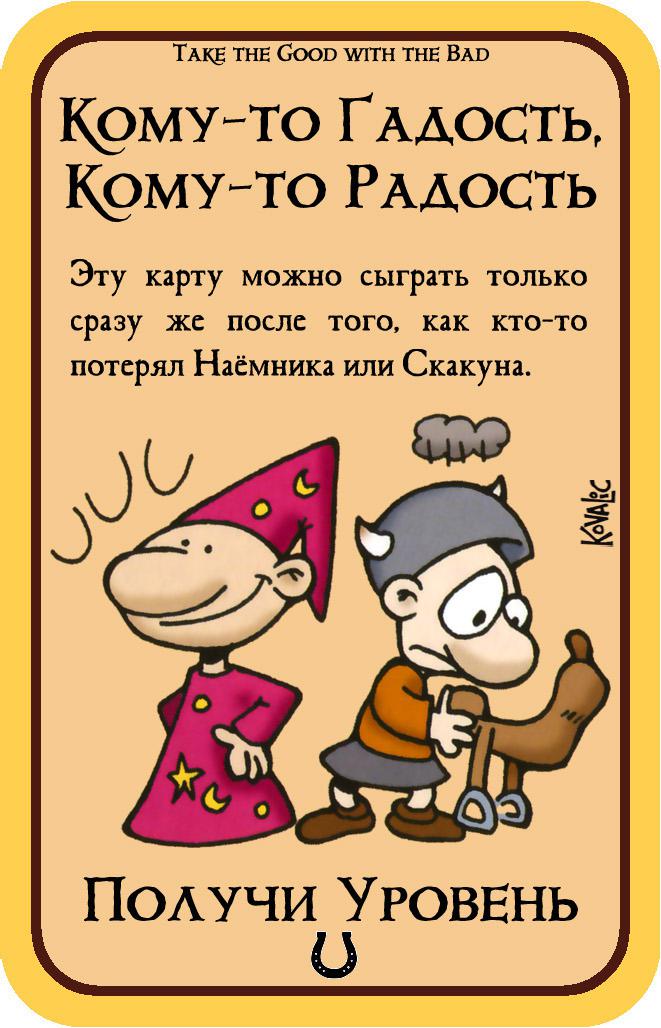 Take the Good with the Bad
Кому-то Гадость,
Кому-то Радость
Эту карту можно сыграть только
сразу же после того, как кто-то
потерял Наёмника или Скакуна.
Kovalic
Получи Уровень